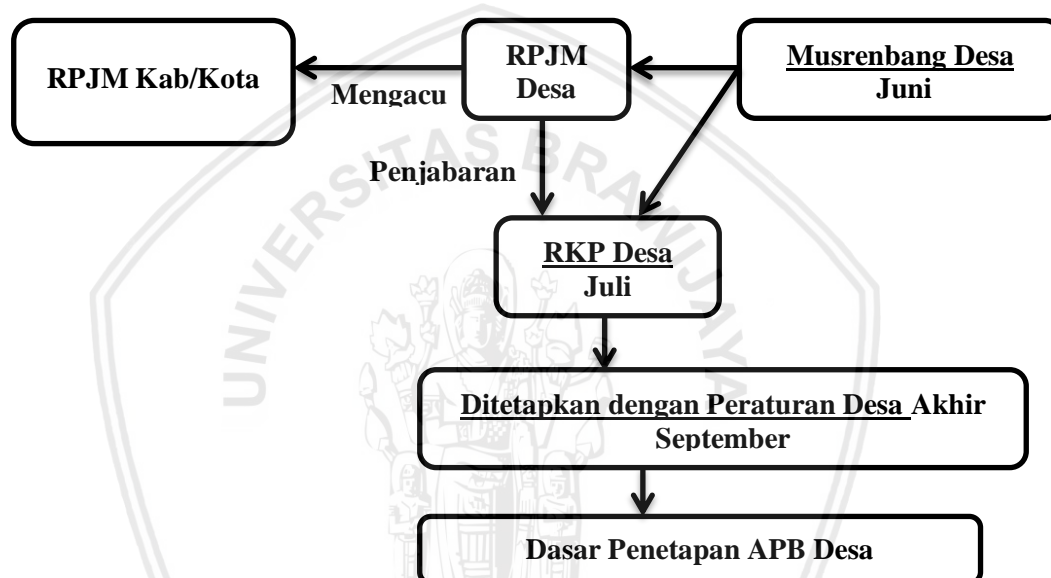 RPJM Kab/Kota
Mengacu
RPJM
Desa
Musrenbang Desa
Juni
Penjabaran
RKP Desa
Juli
Ditetapkan dengan Peraturan Desa Akhir
September
Dasar Penetapan APB Desa
UNIVERSITAS BRAWIJAYA